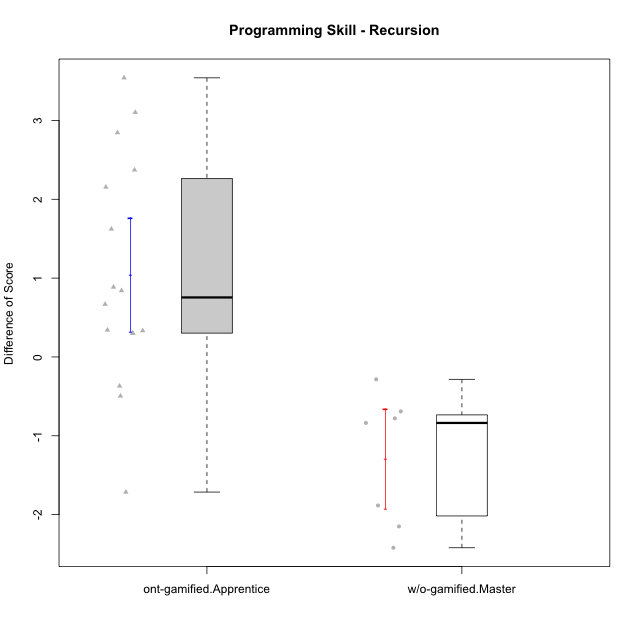 Programming Skill - Recursion
Difference of Score
3
2
1
0
-1
-2
ont-gamified.Apprentice
w/o-gamified.Master